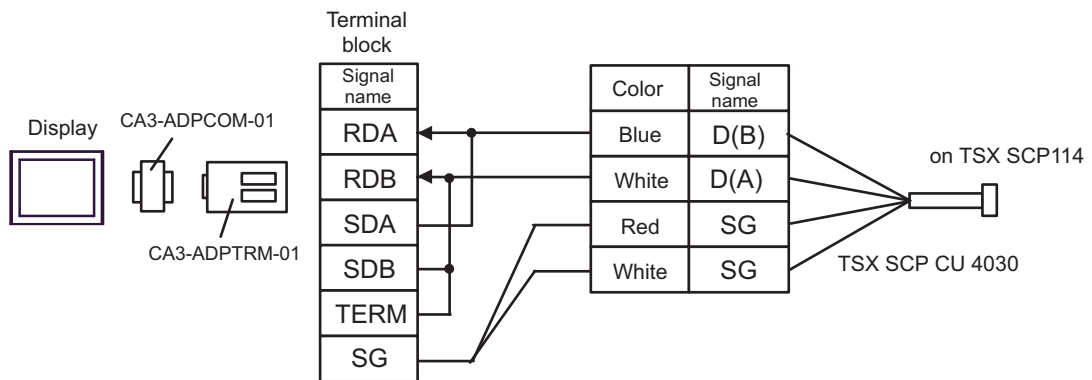 Terminal
block
Display
CA3-ADPCOM-01
CA3-ADPTRM-01
Signal
name
RDA
RDB
SDA
SDB
TERM
SG
Color
Signal
name
Blue
D(B)
White
D(A)
Red
SG
White
SG
on TSX SCP114
TSX SCP CU 4030